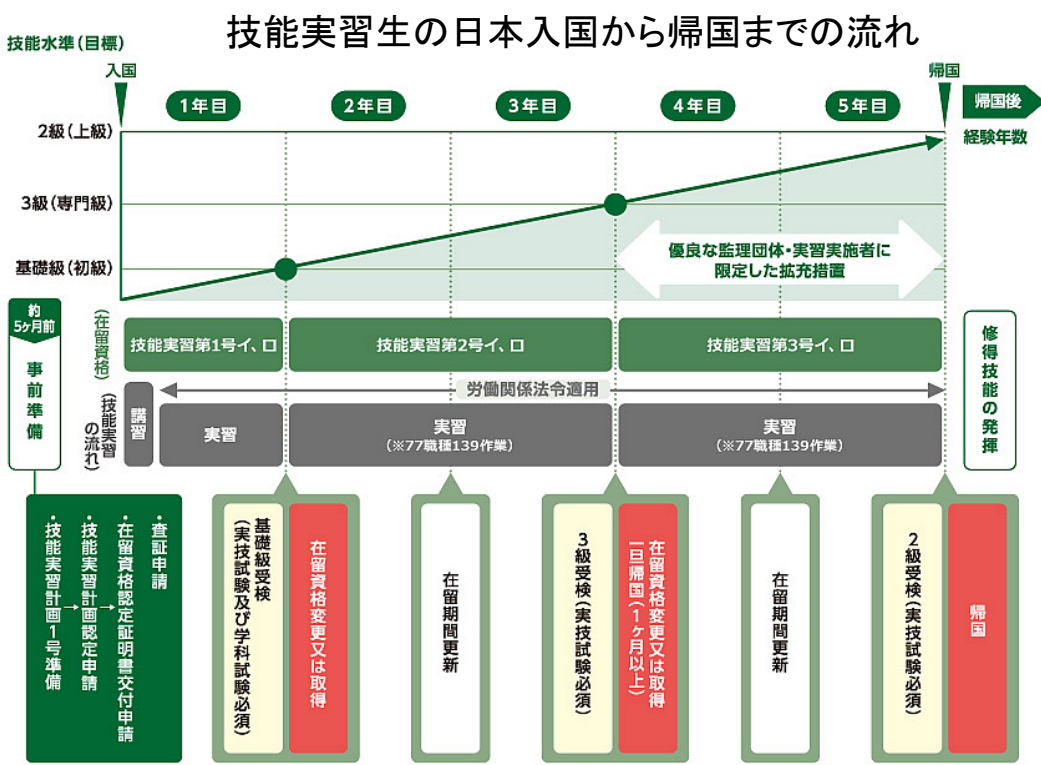 技能実習生の日本入国から帰国までの流れ
技能水準(目標)
入国
帰国
1年目
2年目
3年目
4年目
5年目
帰国後
経験年数
2級(上級)
3級(専門級)
基礎級(初級)
優良な監理団体・実習実施者に
限定した拡充措置
約
5ヶ月前
事前準備
(在留資格)
技能実習第1号イ、ロ
技能実習第2号イ、ロ
技能実習第3号イ、ロ
修得技能の発揮
(技能実習
の流れ)
講習
労働関係法令適用
実習
実習
(※77職種139作業)
実習
(※77職種139作業)
・技能実習計画1号準備
→
・技能実習計画認定申請
→
・在留資格認定証明書交付申請
・査証申請
基礎級受検
(実技試験及び学科試験必須)
在留資格変更又は取得
在留期間更新
3級受検(実技試験必須)
在留資格変更又は取得
一旦帰国(1ヶ月以上)
在留期間更新
2級受検(実技試験必須)
帰国